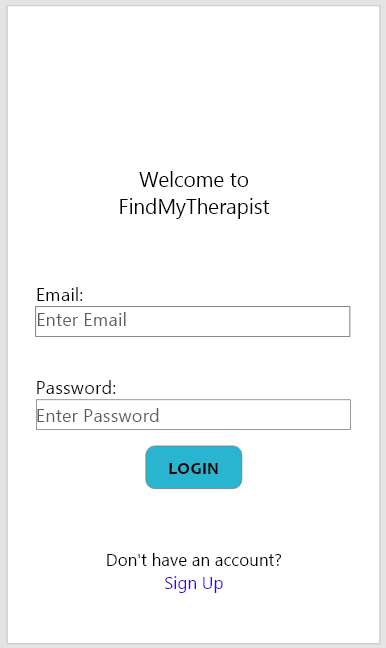 Welcome to
FindMyTherapist
Email:
Enter Email
Password:
Enter Password
LOGIN
Don't have an account?
Sign Up